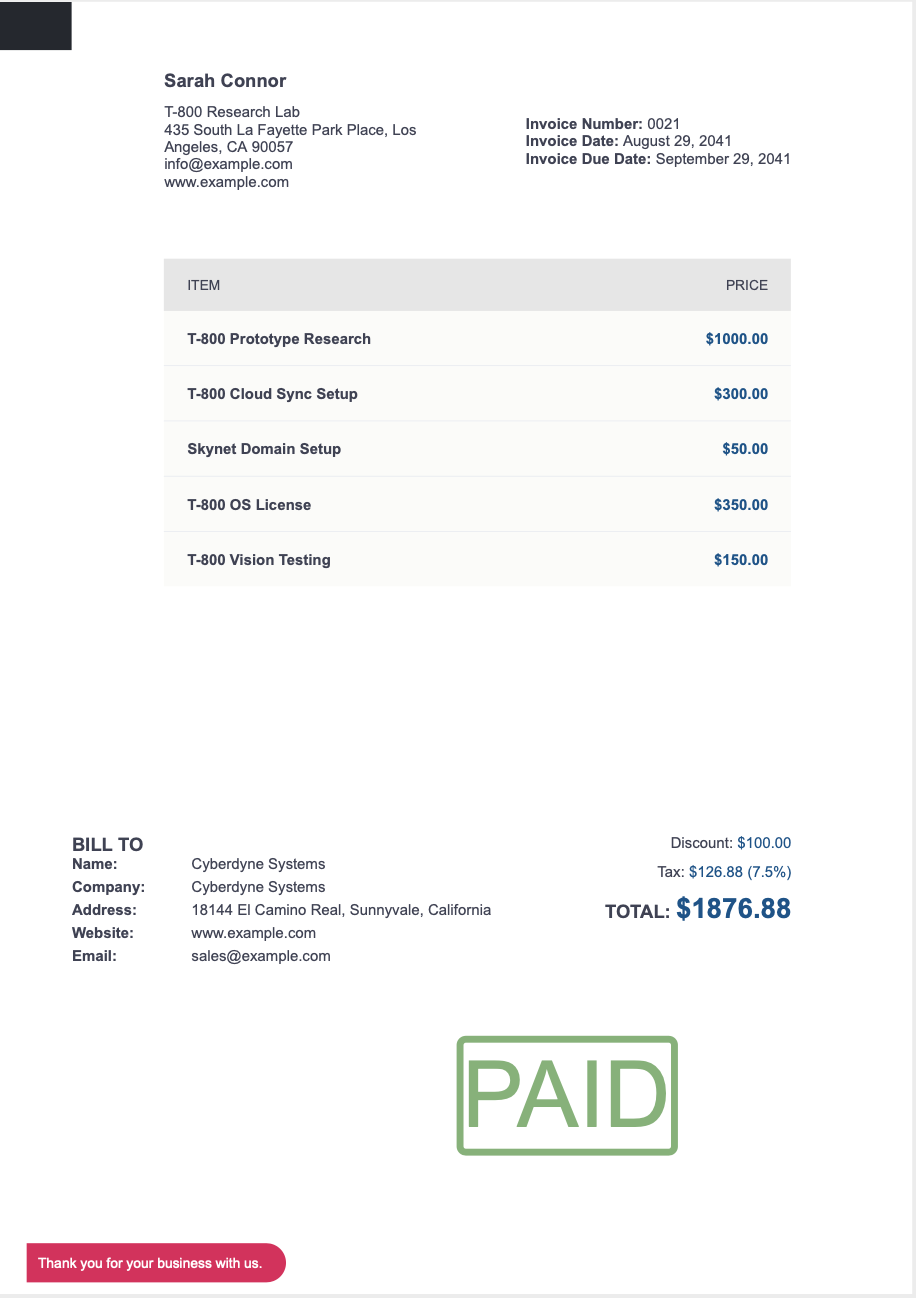 Sarah Connor
T-800 Research Lab
435 South La Fayette Park Place, Los
Angeles, CA 90057
info@example.com
www.example.com
Invoice Number: 0021
Invoice Date: August 29, 2041
Invoice Due Date: September 29, 2041
ITEM PRICE
T-800 Prototype Research $1000.00
T-800 Cloud Sync Setup $300.00
Skynet Domain Setup $50.00
T-800 OS License $350.00
T-800 Vision Testing $150.00
BILL TO
Name: Cyberdyne Systems
Company: Cyberdyne Systems
Address: 18144 El Camino Real, Sunnyvale, California
Website: www.example.com
Email: sales@example.com
Discount: $100.00
Tax: $126.88 (7.5%)
TOTAL: $1876.88
PAID
Thank you for your business with us.